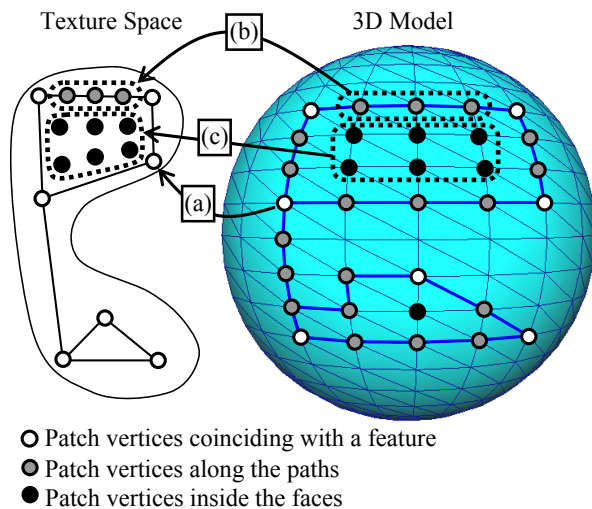 Texture Space
3D Model
(b)
(c)
(a)
Patch vertices coinciding with a feature
Patch vertices along the paths
Patch vertices inside the faces